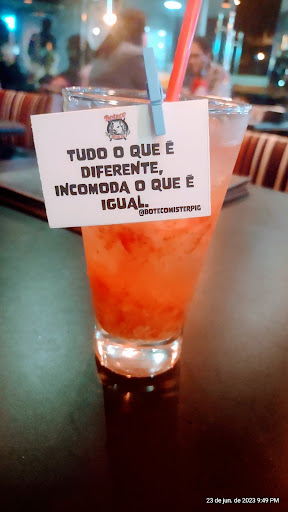 TUDO O QUE É
DIFERENTE,
INCOMODA O QUE É
IGUAL.
@BOTECOMISTERPIG
23 de jun. de 2023 9:49 PM